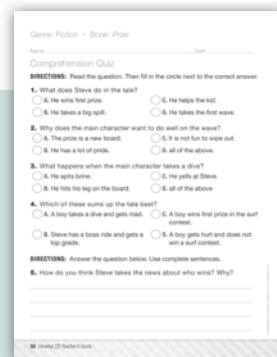 Genre: Fiction • Book: Prize
Name Date
Comprehension Quiz
DIRECTIONS: Read the question. Then fill in the circle next to the correct answer.
1. What does Steve do in the tale?
A. He wins first prize. C. He helps the kid.
B. He takes a big spill. D. He takes the first wave.
2. Why does the main character want to do well on the wave?
A. The prize is a new board. C. It is not fun to wipe out.
B. He has a lot of pride. D. all of the above
3. What happens when the main character takes a dive?
A. He spits brine. C. He yells at Steve.
B. He hits his leg on the board. D. all of the above
4. Which of these sums up the tale best?
A. A boy takes a dive and gets mad. C. A boy wins first prize in the surf
contest.
B. Steve has a boss ride and gets a D. A boy gets hurt and does not
top grade. win a surf contest.
DIRECTIONS: Answer the question below. Use complete sentences.
5. How do you think Steve takes the news about who wins? Why?
Teacher's Guide